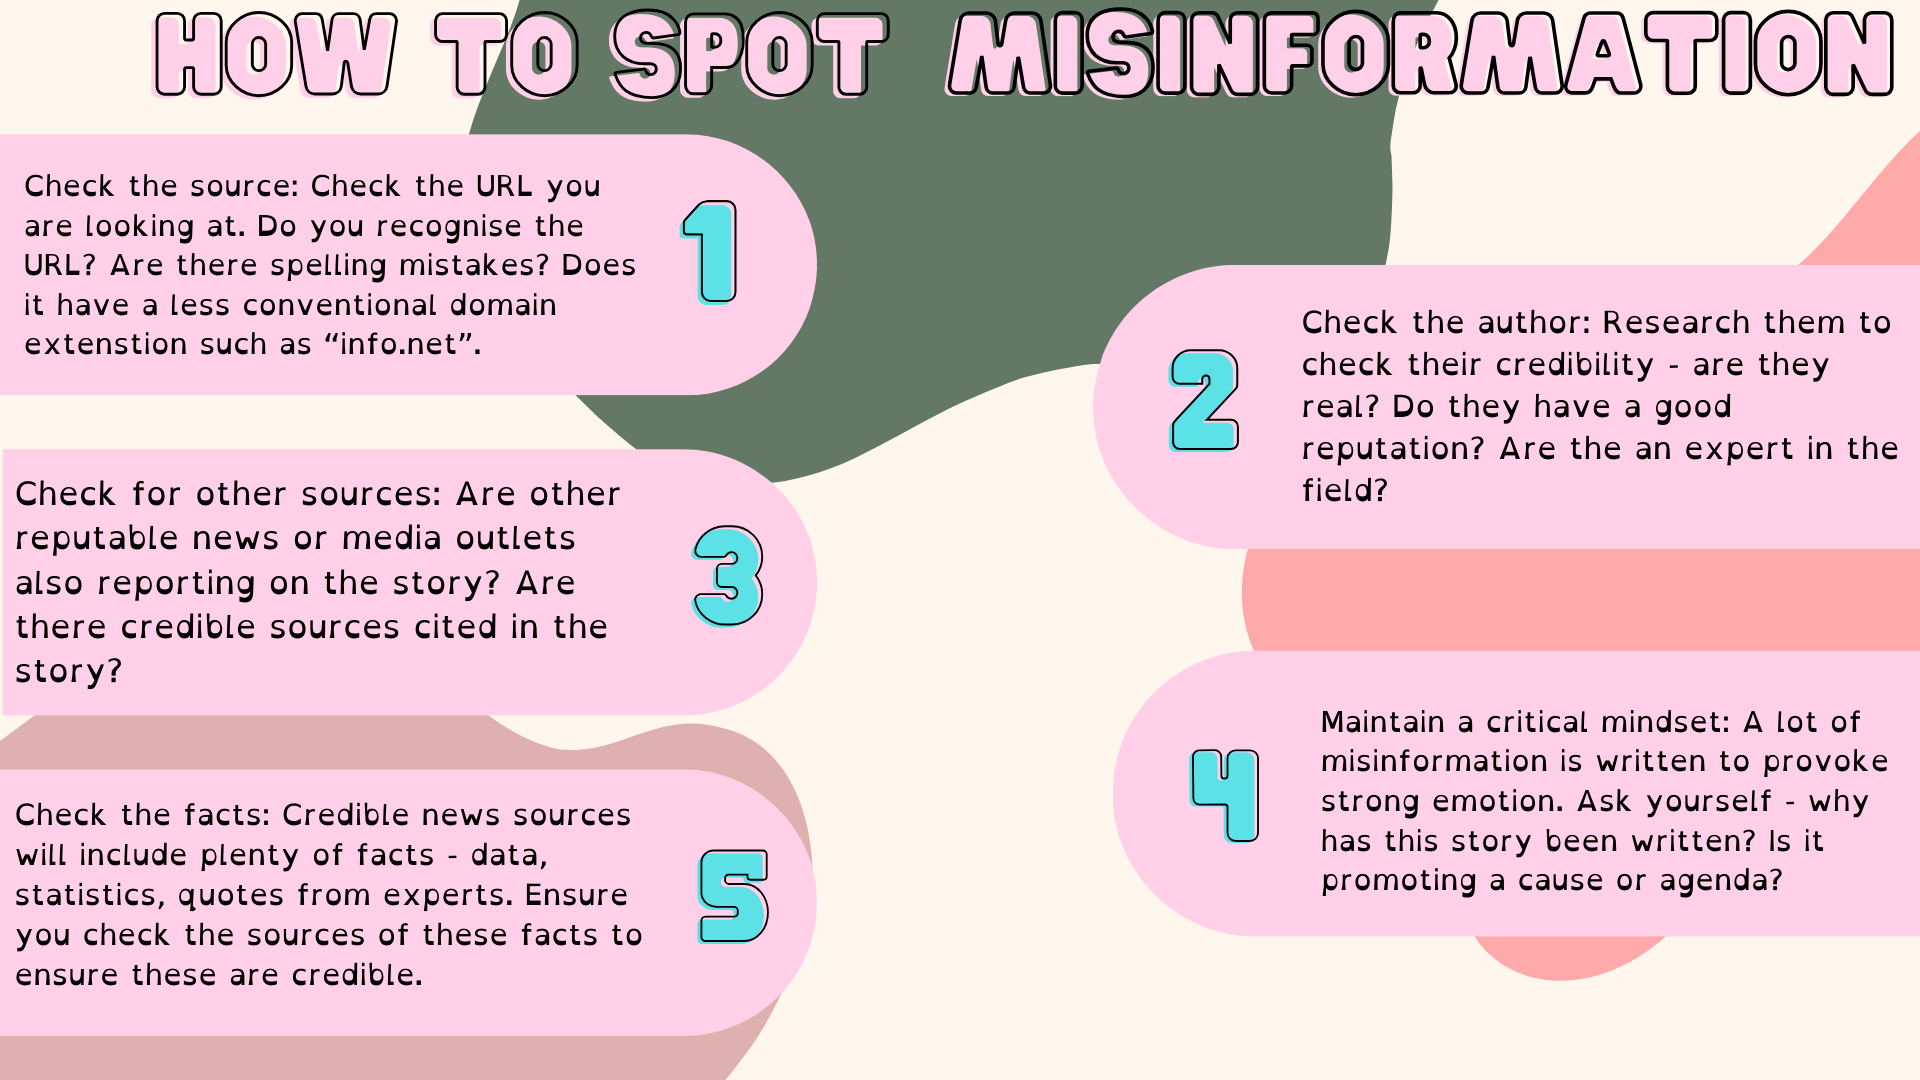 HOW TO SPOT MISINFORMATION
Check the source: Check the URL you
are looking at. Do you recognise the
URL? Are there spelling mistakes? Does
it have a less conventional domain
extenstion such as “info.net”.
1
2
Check the author: Research them to
check their credibility - are they
real? Do they have a good
reputation? Are the an expert in the
field?
Check for other sources: Are other
reputable news or media outlets
also reporting on the story? Are
there credible sources cited in the
story?
3
4
Maintain a critical mindset: A lot of
misinformation is written to provoke
strong emotion. Ask yourself - why
has this story been written? Is it
promoting a cause or agenda?
Check the facts: Credible news sources
will include plenty of facts - data,
statistics, quotes from experts. Ensure
you check the sources of these facts to
ensure these are credible.
5